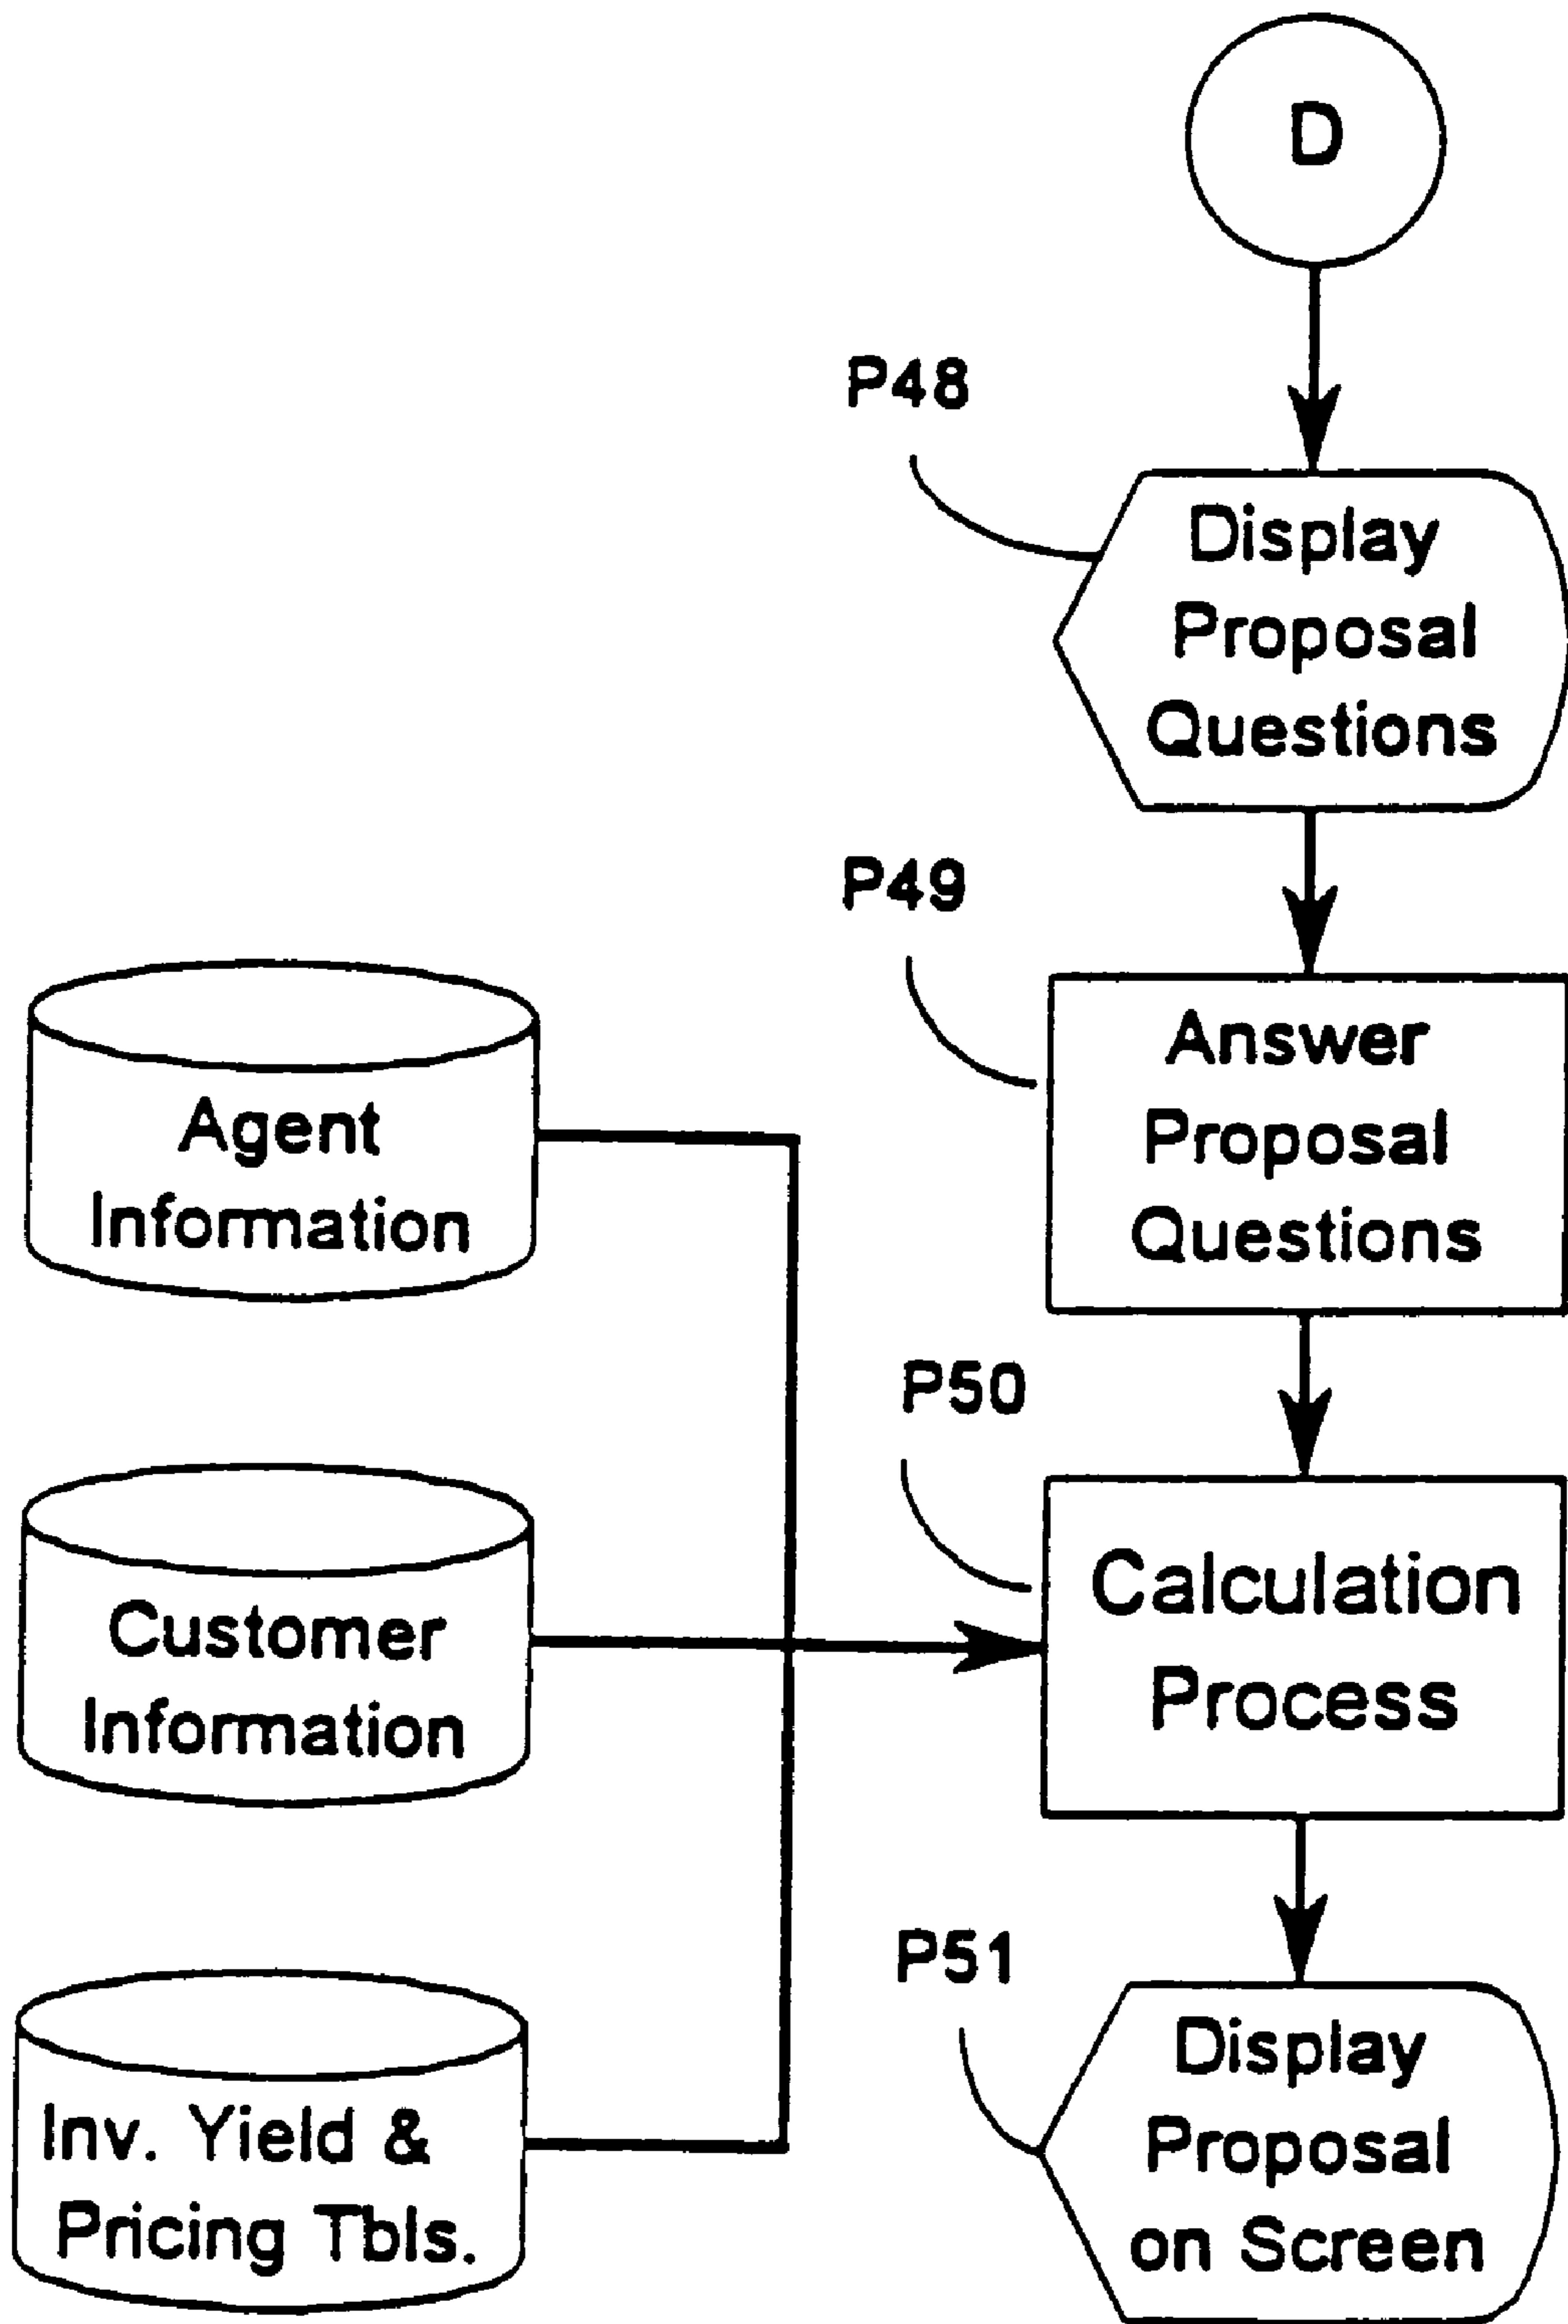 D
P48
Display
Proposal
Questions
P49
Answer
Proposal
Questions
Agent
Information
P50
Calculation
Process
Customer
Information
P51
Display
Proposal
on Screen
Inv. Yield &
Pricing Tbls.